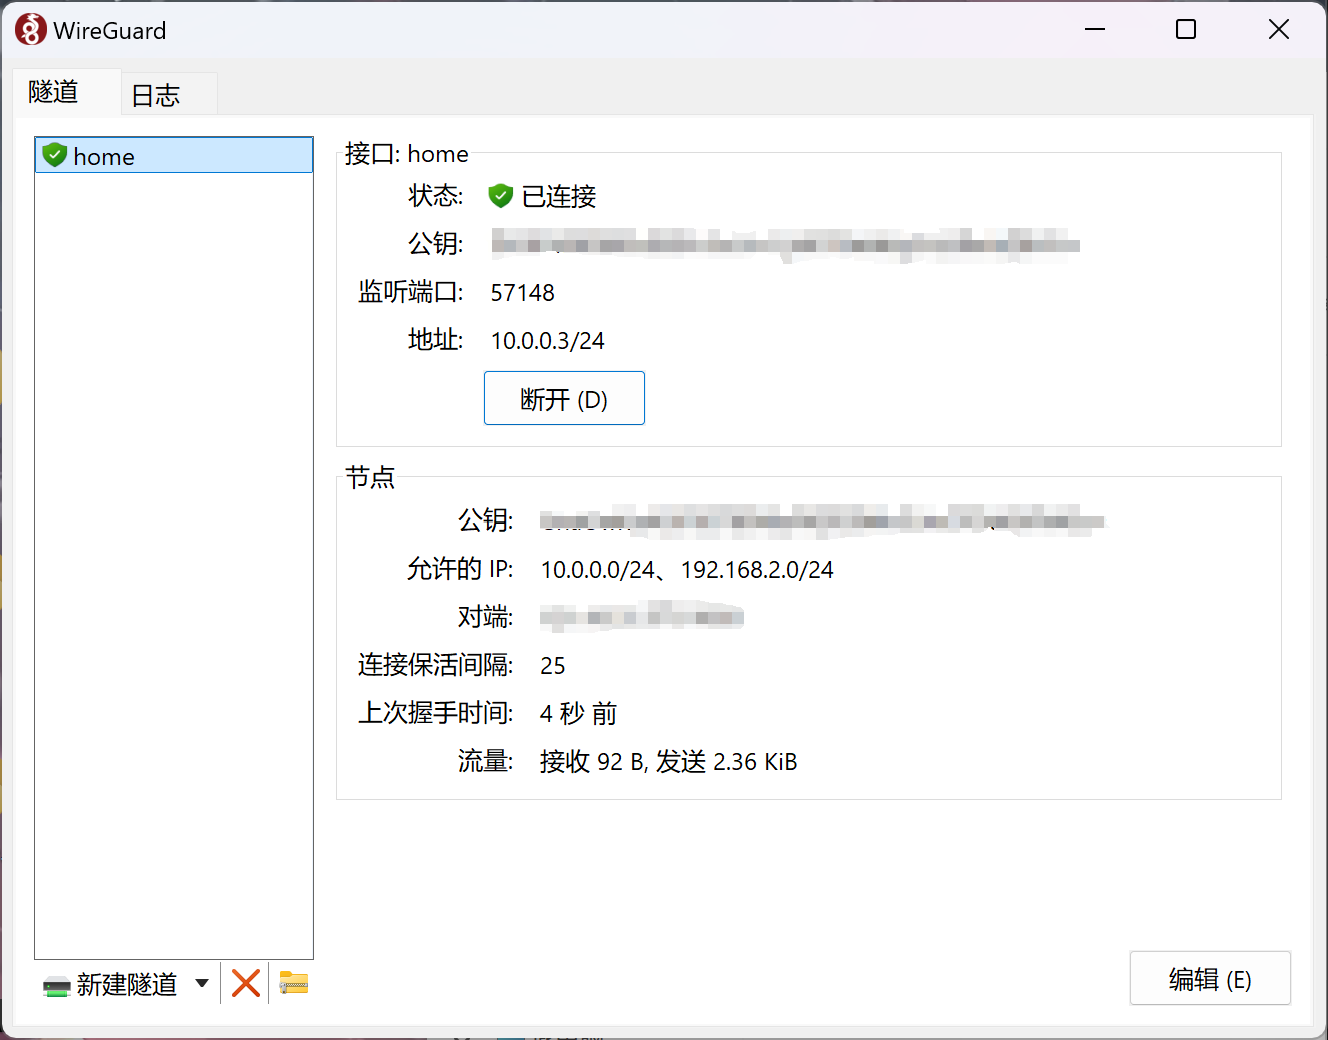 WireGuard
隧道
日志
home
接口: home
状态: 已连接
公钥:
监听端口: 57148
地址: 10.0.0.3/24
断开 (D)
节点
公钥:
允许的 IP: 10.0.0.0/24、192.168.2.0/24
对端:
连接保活间隔: 25
上次握手时间: 4 秒 前
流量: 接收 92 B, 发送 2.36 KiB
新建隧道
编辑 (E)